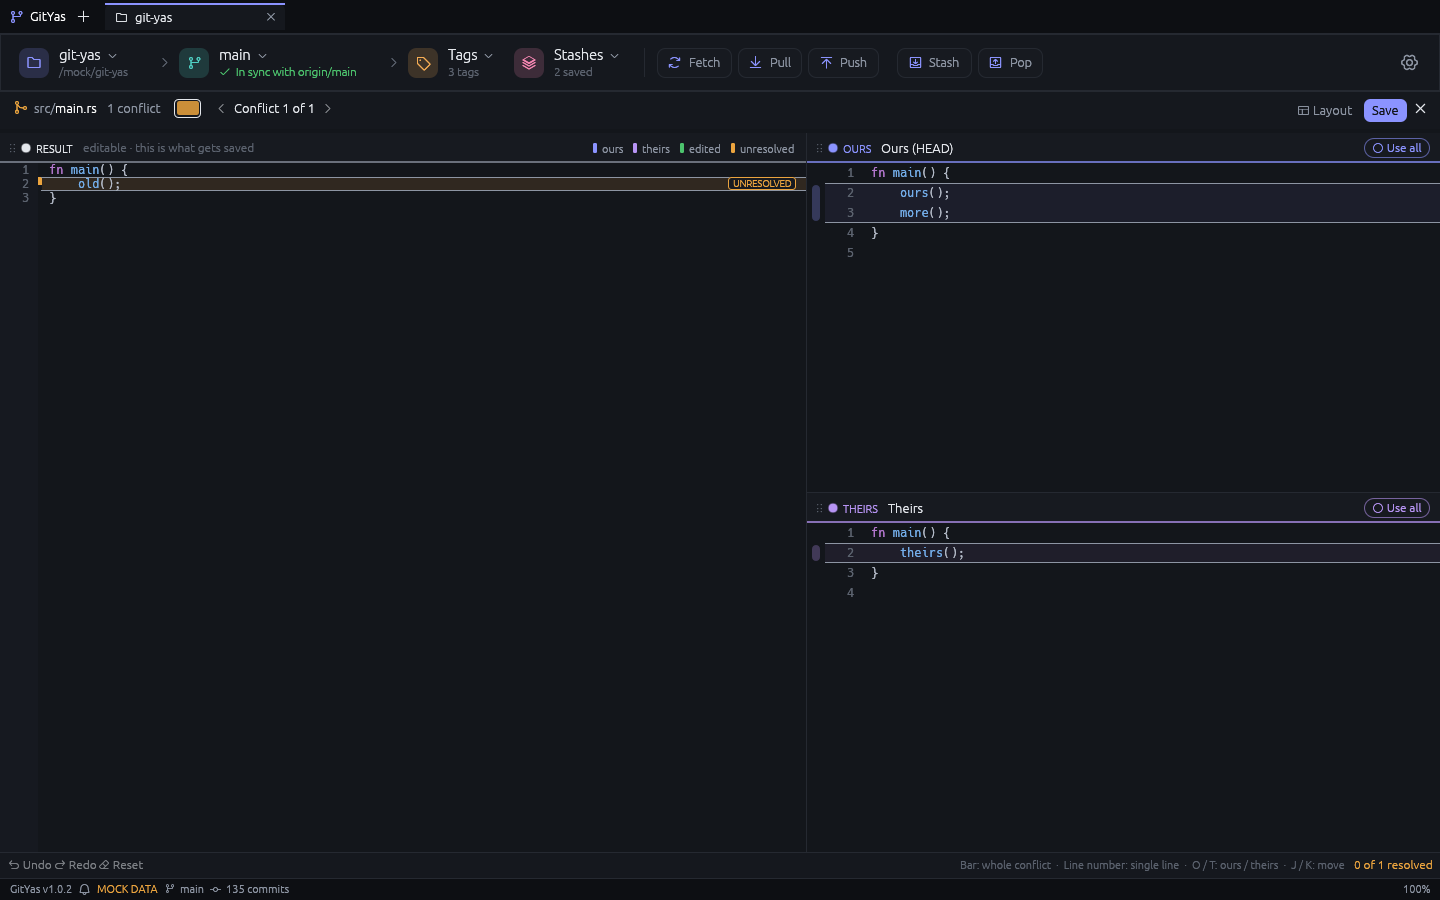 GitYas
git-yas
git-yas
/mock/git-yas
main
In sync with origin/main
Tags
3 tags
Stashes
2 saved
Fetch
Pull
Push
Stash
Pop
src/main.rs 1 conflict
Conflict 1 of 1
Layout
Save
RESULT editable · this is what gets saved
ours theirs edited unresolved
1 fn main() {
2 old();
UNRESOLVED
3 }
OURS Ours (HEAD)
Use all
1 fn main() {
2 ours();
3 more();
4 }
5
THEIRS Theirs
Use all
1 fn main() {
2 theirs();
3 }
4
Undo Redo Reset
Bar: whole conflict · Line number: single line · O / T: ours / theirs · J / K: move 0 of 1 resolved
GitYas v1.0.2 MOCK DATA main 135 commits
100%